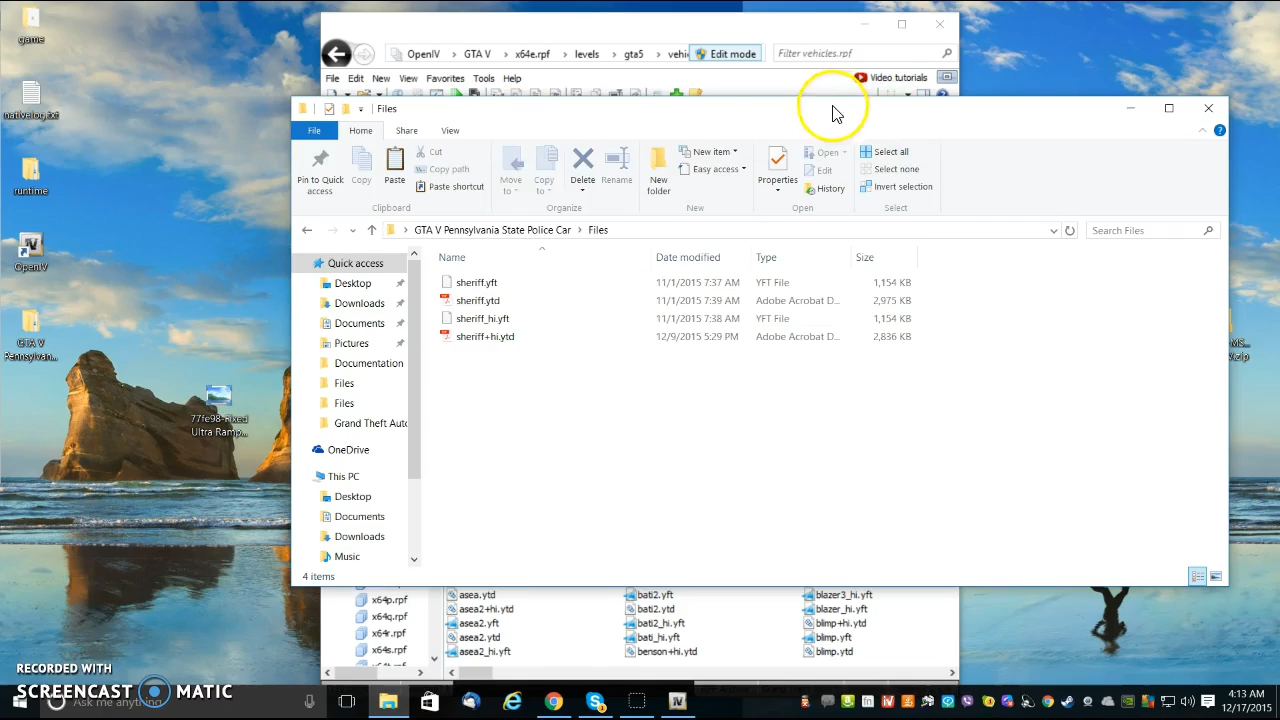 game
OpenIV GTA V x64e.rpf levels gta5 Edit mode Filter vehicles.rpf
File Edit New View Favorites Tools Help Video tutorials
Files
File Home Share View
Pin to Quick access
Copy
Paste
Cut
Copy path
Paste shortcut
Clipboard
Move to
Copy to
Delete
Rename
Organize
New folder
New item
Easy access
New
Properties
Open
Edit
History
Open
Select all
Select none
Invert selection
Select
runtime
OpenIV
GTA V
Pennsylvan...
77fe98-Fixed
Ultra Ramp...
GTA V Pennsylvania State Police Car Files Search Files
Name Date modified Type Size
sheriff.yft 11/1/2015 7:37 AM YFT File 1,154 KB
sheriff.ytd 11/1/2015 7:39 AM Adobe Acrobat D... 2,975 KB
sheriff_hi.yft 11/1/2015 7:38 AM YFT File 1,154 KB
sheriff+hi.ytd 12/9/2015 5:29 PM Adobe Acrobat D... 2,836 KB
Quick access
Desktop
Downloads
Documents
Pictures
Documentation
Files
Files
Grand Theft Auto
OneDrive
This PC
Desktop
Documents
Downloads
Music
4 items
x64p.rpf
x64q.rpf
x64r.rpf
x64s.rpf
asea.ytd bati2.yft blazer3_hi.yft
asea2+hi.ytd bati2.ytd blazer_hi.yft
asea2.yft bati2_hi.yft blimp+hi.ytd
asea2.ytd bati_hi.yft blimp.yft
asea2_hi.yft benson+hi.ytd blimp.ytd
RECORDED WITH
SCREENCAST MATIC
Ask me anything
4:13 AM
12/17/2015